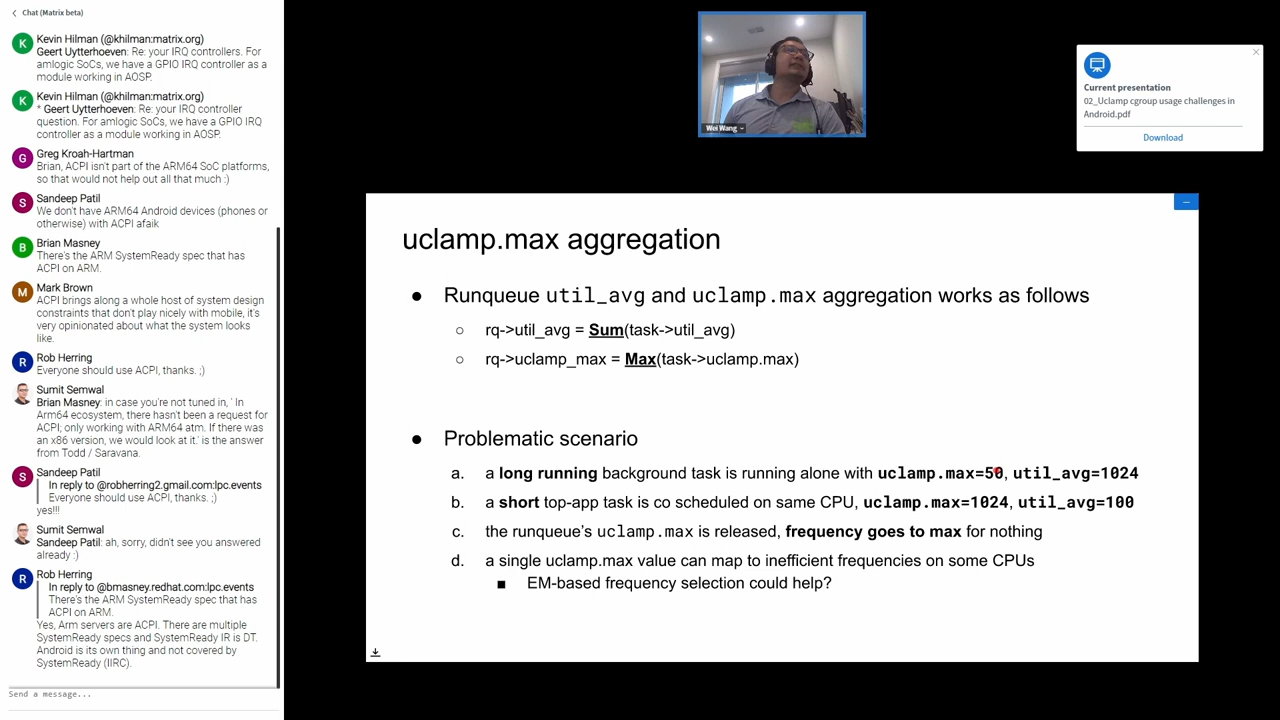 Chat (Matrix beta)
K
Kevin Hilman (@khilman:matrix.org)
Geert Uytterhoeven: Re: your IRQ controllers. For
amlogic SoCs, we have a GPIO IRQ controller as a
module working in AOSP.
K
Kevin Hilman (@khilman:matrix.org)
* Geert Uytterhoeven: Re: your IRQ controller
question. For amlogic SoCs, we have a GPIO IRQ
controller as a module working in AOSP.
G
Greg Kroah-Hartman
Brian, ACPI isn't part of the ARM64 SoC platforms,
so that would not help out all that much :)
S
Sandeep Patil
We don't have ARM64 Android devices (phones or
otherwise) with ACPI afaik
B
Brian Masney
There's the ARM SystemReady spec that has
ACPI on ARM.
M
Mark Brown
ACPI brings along a whole host of system design
constraints that don't play nicely with mobile, it's
very opinionated about what the system looks
like.
R
Rob Herring
Everyone should use ACPI, thanks. ;)
Sumit Semwal
Brian Masney: in case you're not tuned in, ' In
Arm64 ecosystem, there hasn't been a request for
ACPI; only working with ARM64 atm. If there was
an x86 version, we would look at it.' is the answer
from Todd / Saravana.
S
Sandeep Patil
In reply to @robherring2.gmail.com:lpc.events
Everyone should use ACPI, thanks. ;)
yes!!!
Sumit Semwal
Sandeep Patil: ah, sorry, didn't see you answered
already :)
R
Rob Herring
In reply to @bmasney.redhat.com:lpc.events
There's the ARM SystemReady spec that has
ACPI on ARM.
Yes, Arm servers are ACPI. There are multiple
SystemReady specs and SystemReady IR is DT.
Android is its own thing and not covered by
SystemReady (IIRC).
Send a message...
Wei Wang
Current presentation
02_Uclamp cgroup usage challenges in
Android.pdf
Download
uclamp.max aggregation
● Runqueue util_avg and uclamp.max aggregation works as follows
○ rq->util_avg = Sum(task->util_avg)
○ rq->uclamp_max = Max(task->uclamp.max)
● Problematic scenario
a. a long running background task is running alone with uclamp.max=50, util_avg=1024
b. a short top-app task is co scheduled on same CPU, uclamp.max=1024, util_avg=100
c. the runqueue's uclamp.max is released, frequency goes to max for nothing
d. a single uclamp.max value can map to inefficient frequencies on some CPUs
■ EM-based frequency selection could help?